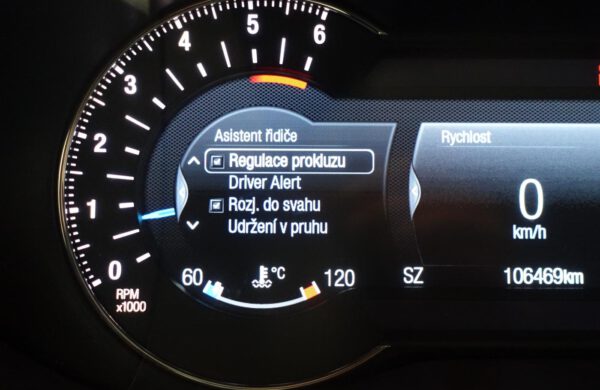 6
5
4
3
2
1
0
RPM
x1000
Asistent řidiče
Regulace prokluzu
Driver Alert
Rozj. do svahu
Udržení v pruhu
60 °C 120
Rychlost
0
km/h
SZ 106469km